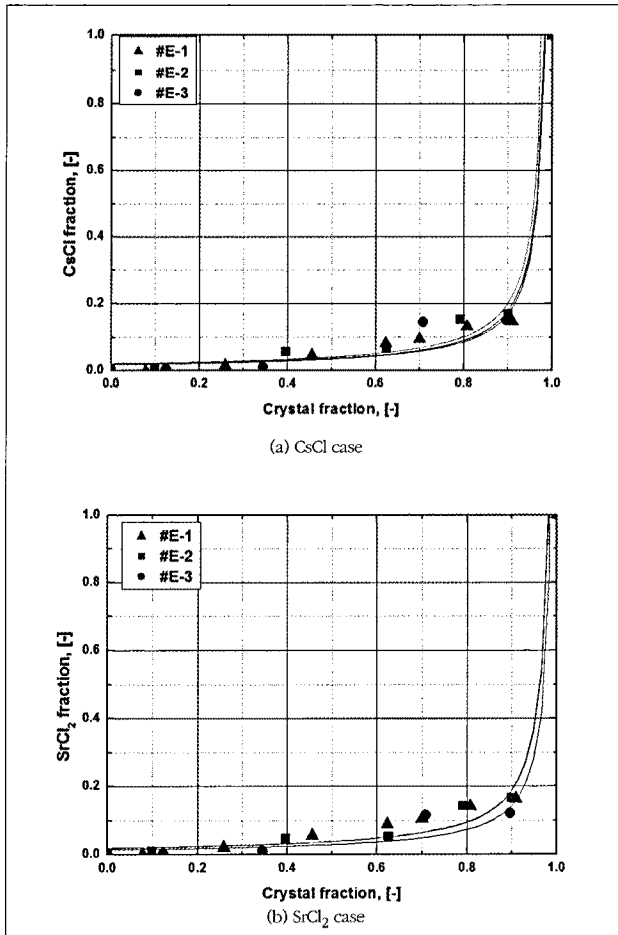 1.0
0.8
0.6
0.4
0.2
0.0
CsCl fraction, [-]
#E-1
#E-2
#E-3
0.0 0.2 0.4 0.6 0.8 1.0
Crystal fraction, [-]
(a) CsCl case
1.0
0.8
0.6
0.4
0.2
0.0
SrCl₂ fraction, [-]
#E-1
#E-2
#E-3
0.0 0.2 0.4 0.6 0.8 1.0
Crystal fraction, [-]
(b) SrCl₂ case